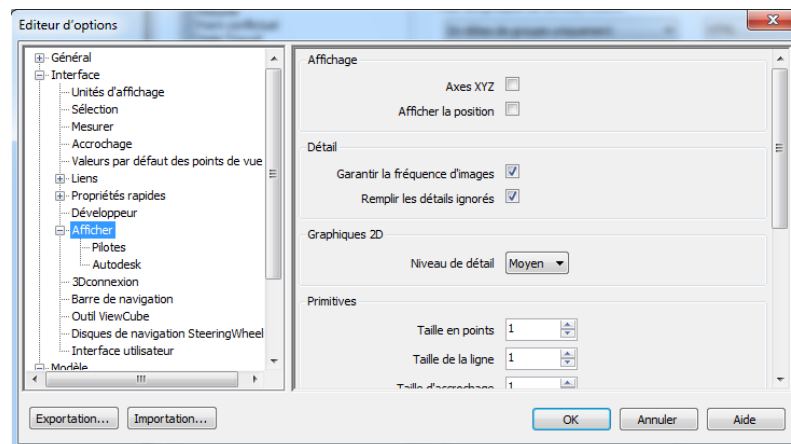 Editeur d'options
Général
Interface
Unités d'affichage
Sélection
Mesurer
Accrochage
Valeurs par défaut des points de vue
Liens
Propriétés rapides
Développeur
Afficher
Pilotes
Autodesk
3Dconnexion
Barre de navigation
Outil ViewCube
Disques de navigation SteeringWheel
Interface utilisateur
Modèle
Affichage
Axes XYZ
Afficher la position
Détail
Garantir la fréquence d'images
Remplir les détails ignorés
Graphiques 2D
Niveau de détail Moyen
Primitives
Taille en points 1
Taille de la ligne 1
Taille d'accrochage 1
Exportation... Importation... OK Annuler Aide